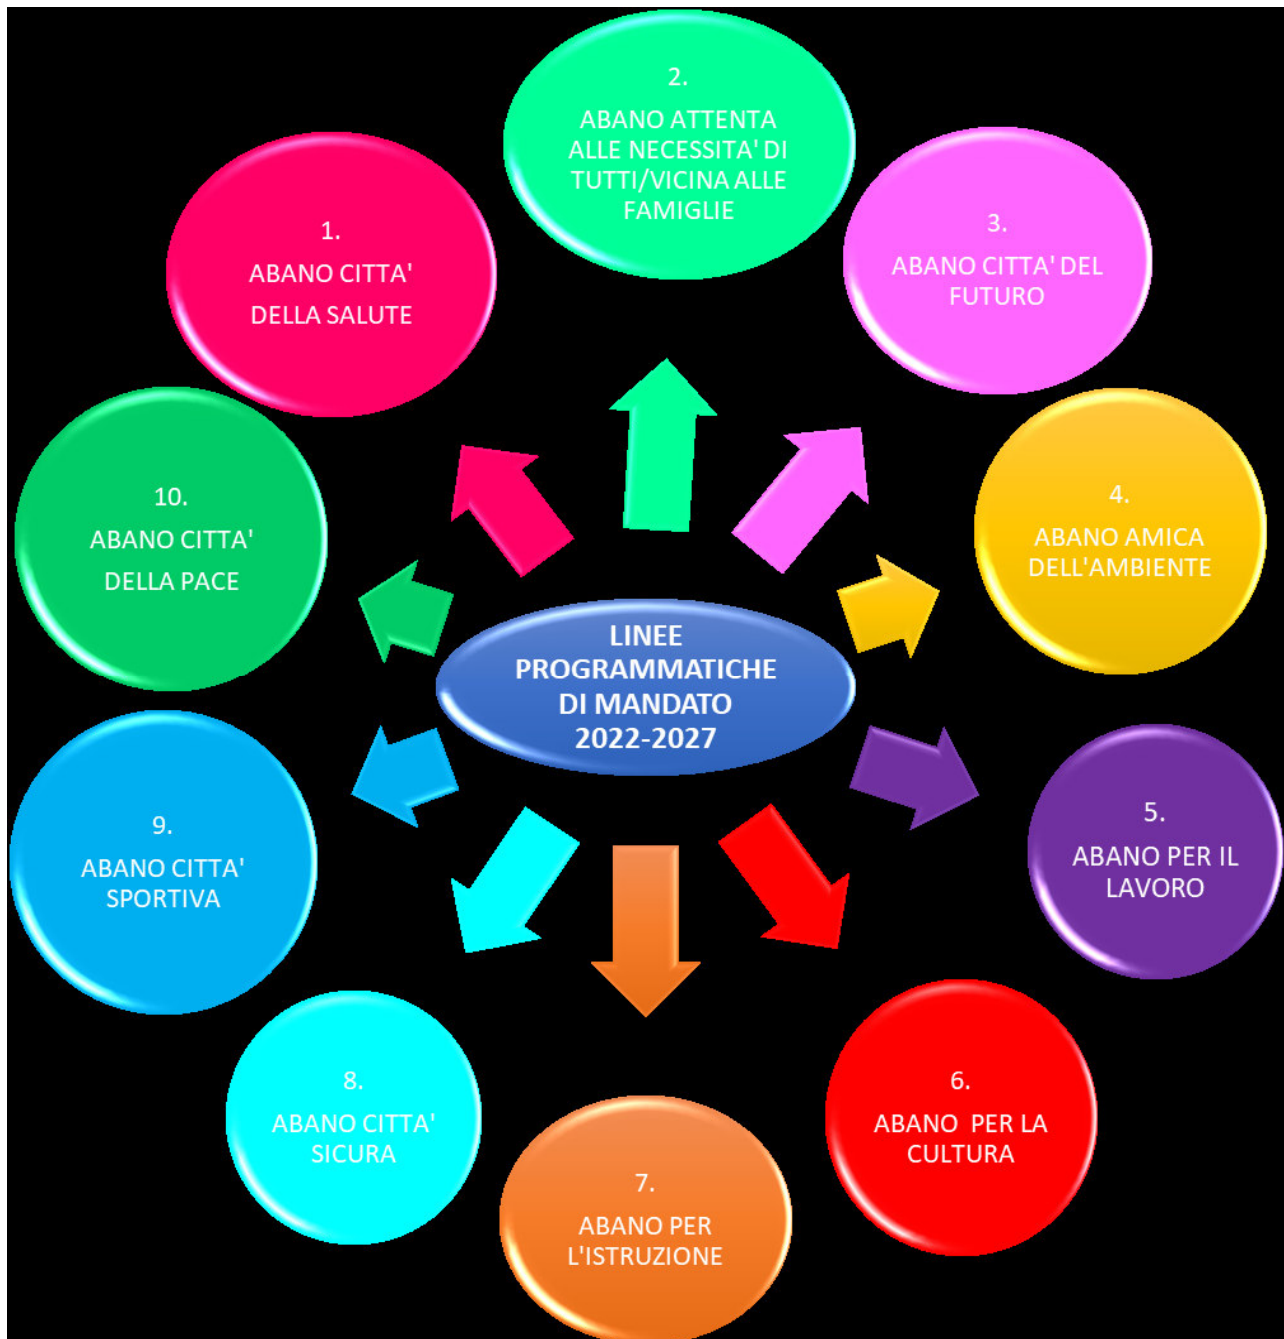 LINEE
PROGRAMMATICHE
DI MANDATO
2022-2027
1.
ABANO CITTA'
DELLA SALUTE
2.
ABANO ATTENTA
ALLE NECESSITA' DI
TUTTI/VICINA ALLE
FAMIGLIE
3.
ABANO CITTA' DEL
FUTURO
4.
ABANO AMICA
DELL'AMBIENTE
5.
ABANO PER IL
LAVORO
6.
ABANO  PER LA
CULTURA
7.
ABANO PER
L'ISTRUZIONE
8.
ABANO CITTA'
SICURA
9.
ABANO CITTA'
SPORTIVA
10.
ABANO CITTA'
DELLA PACE